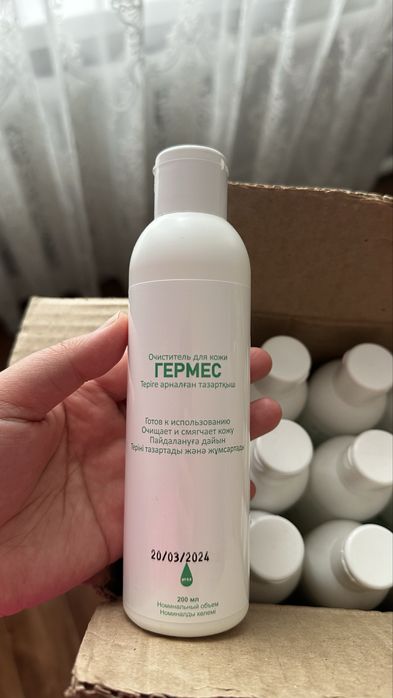 Очиститель для кожи
ГЕРМЕС
Теріге арналған тазартқыш
Готов к использованию
Очищает и смягчает кожу
Пайдалануға дайын
Теріні тазартады және жұмсартады
20/03/2024
200 мл
Номинальный объем
Номиналды көлемі